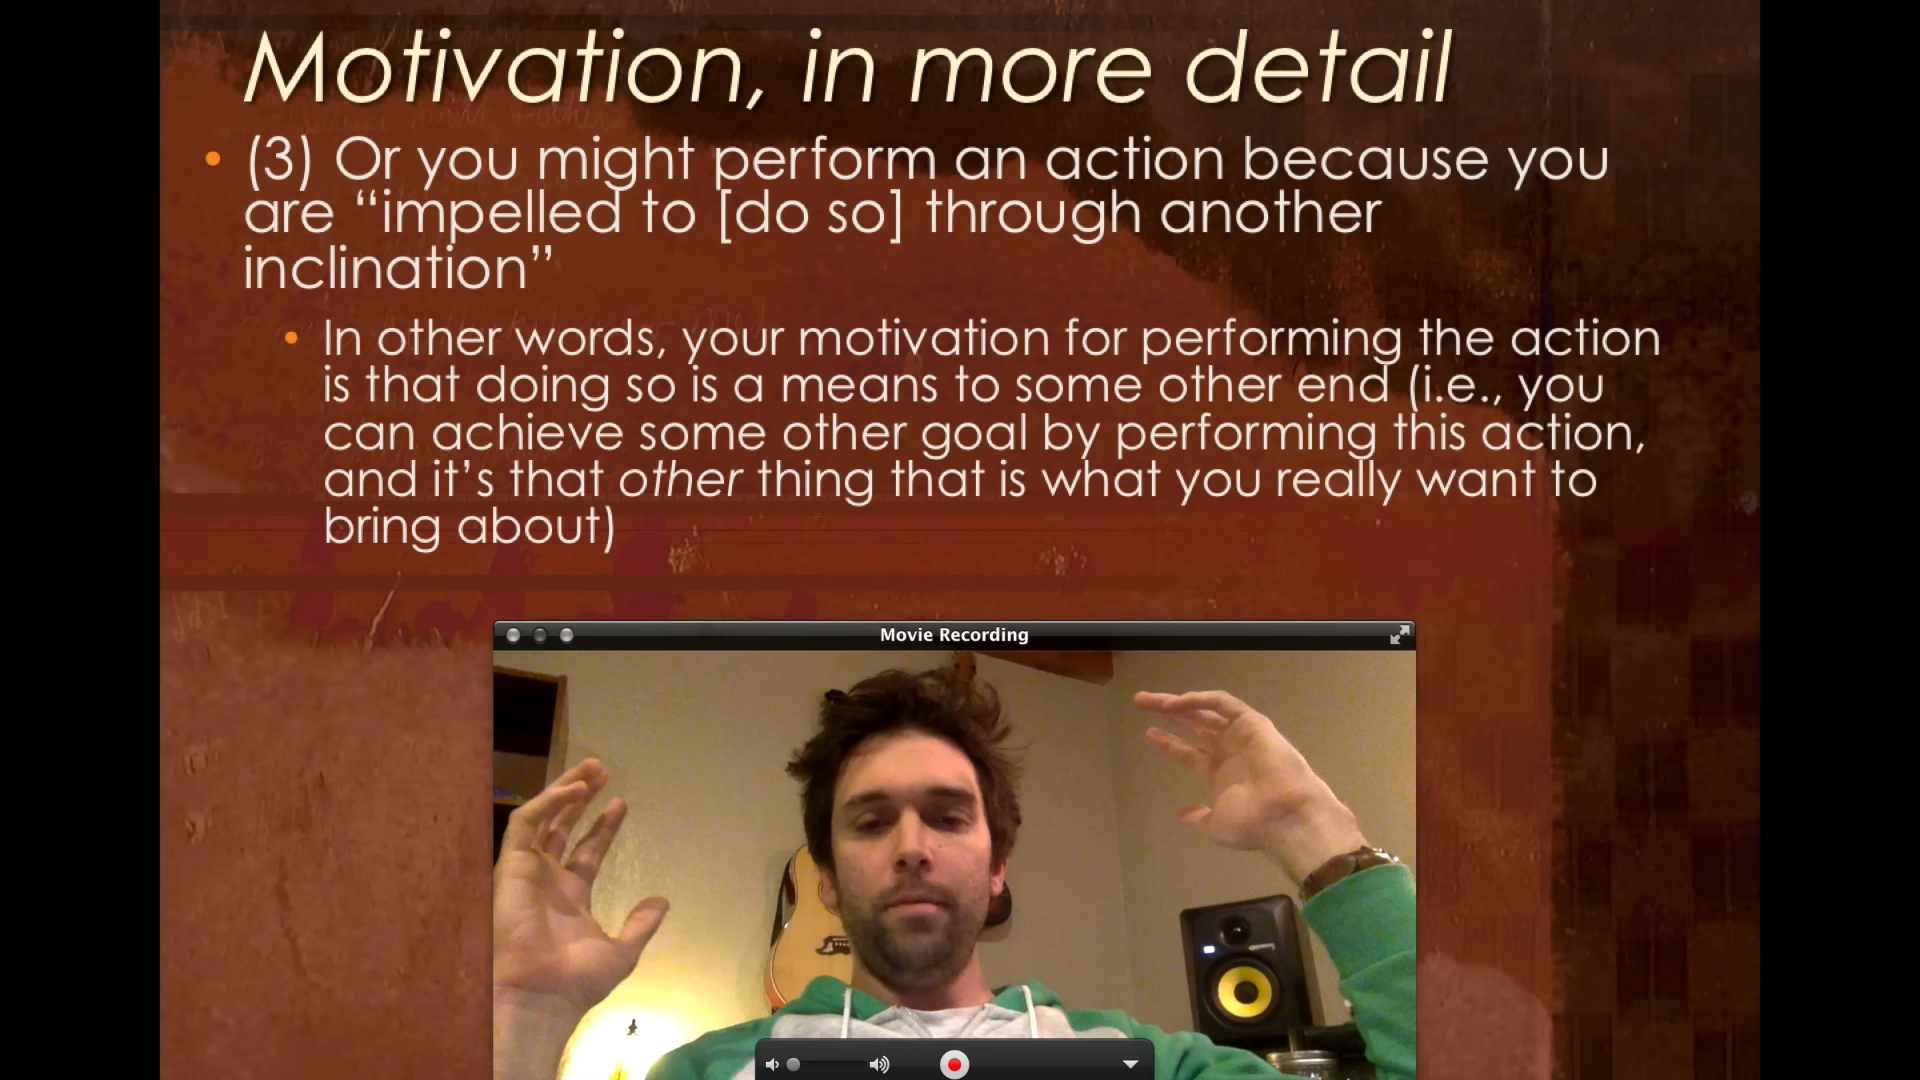 Motivation, in more detail
• (3) Or you might perform an action because you
are “impelled to [do so] through another
inclination”
• In other words, your motivation for performing the action
is that doing so is a means to some other end (i.e., you
can achieve some other goal by performing this action,
and it’s that other thing that is what you really want to
bring about)
Movie Recording